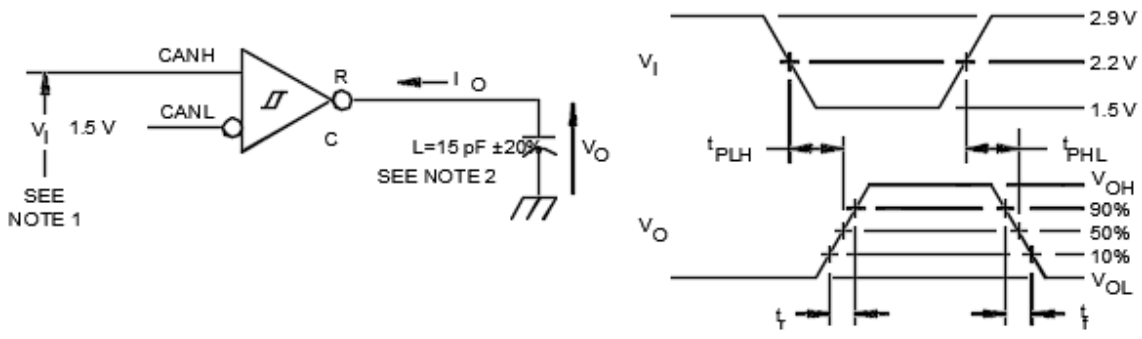 CANH
R
I O
CANL
V I 1.5 V
C
L=15 pF ±20%
V O
SEE NOTE 2
SEE
NOTE 1
2.9 V
V I
2.2 V
1.5 V
t PLH
t PHL
V OH
90%
V O
50%
10%
V OL
t r
t f